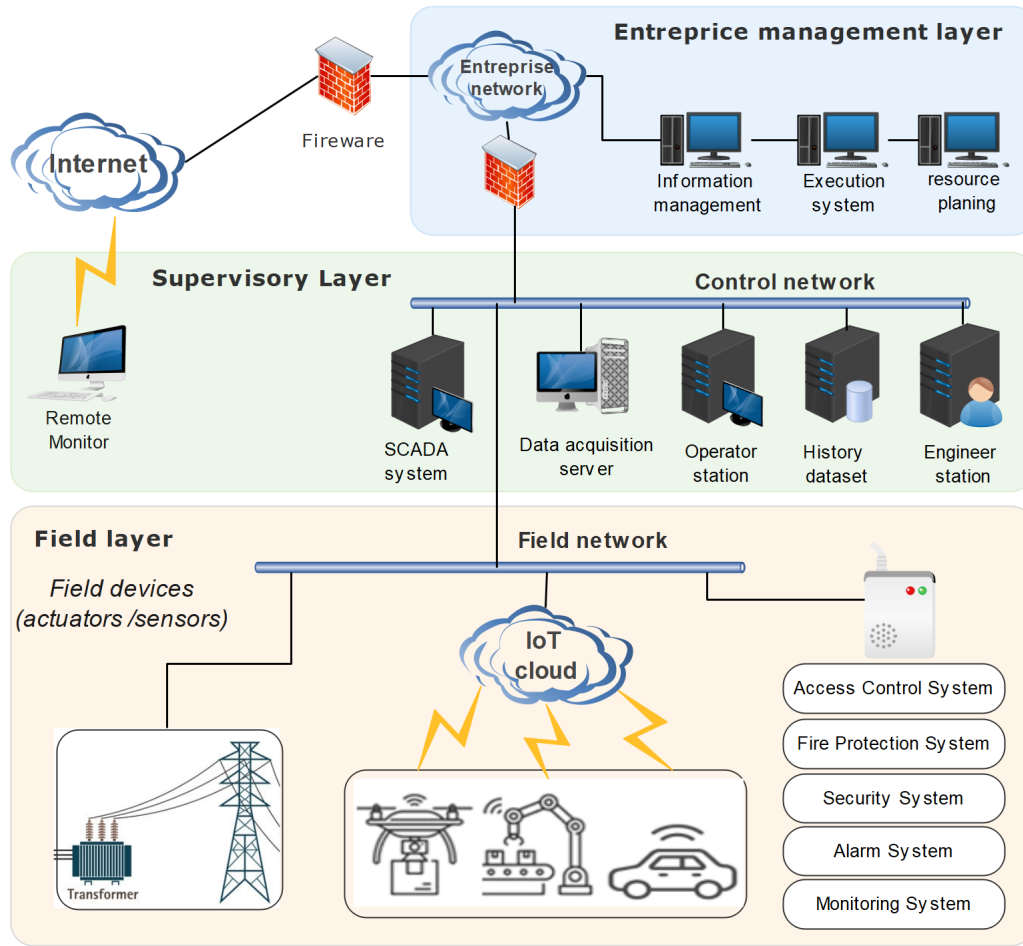 Entreprice management layer
Entreprise
network
Fireware
Internet
Information
management
Execution
system
resource
planing
Supervisory Layer
Control network
Remote
Monitor
SCADA
system
Data acquisition
server
Operator
station
History
dataset
Engineer
station
Field layer
Field network
Field devices
(actuators /sensors)
IoT
cloud
Transformer
Access Control System
Fire Protection System
Security System
Alarm System
Monitoring System